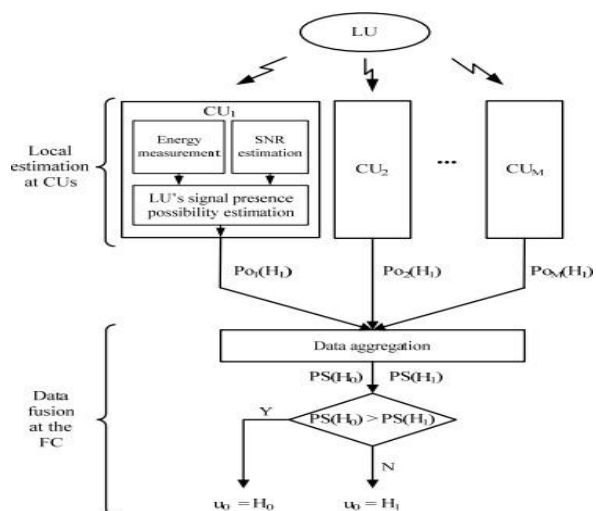 LU
CU₁
Energy measurement
SNR estimation
LU's signal presence possibility estimation
CU₂
...
CU_M
Local estimation at CUs
Po₁(H₁)
Po₂(H₁)
Po_M(H₁)
Data aggregation
PS(H₀)
PS(H₁)
Data fusion at the FC
Y
PS(H₀) > PS(H₁)
N
u₀ = H₀
u₀ = H₁